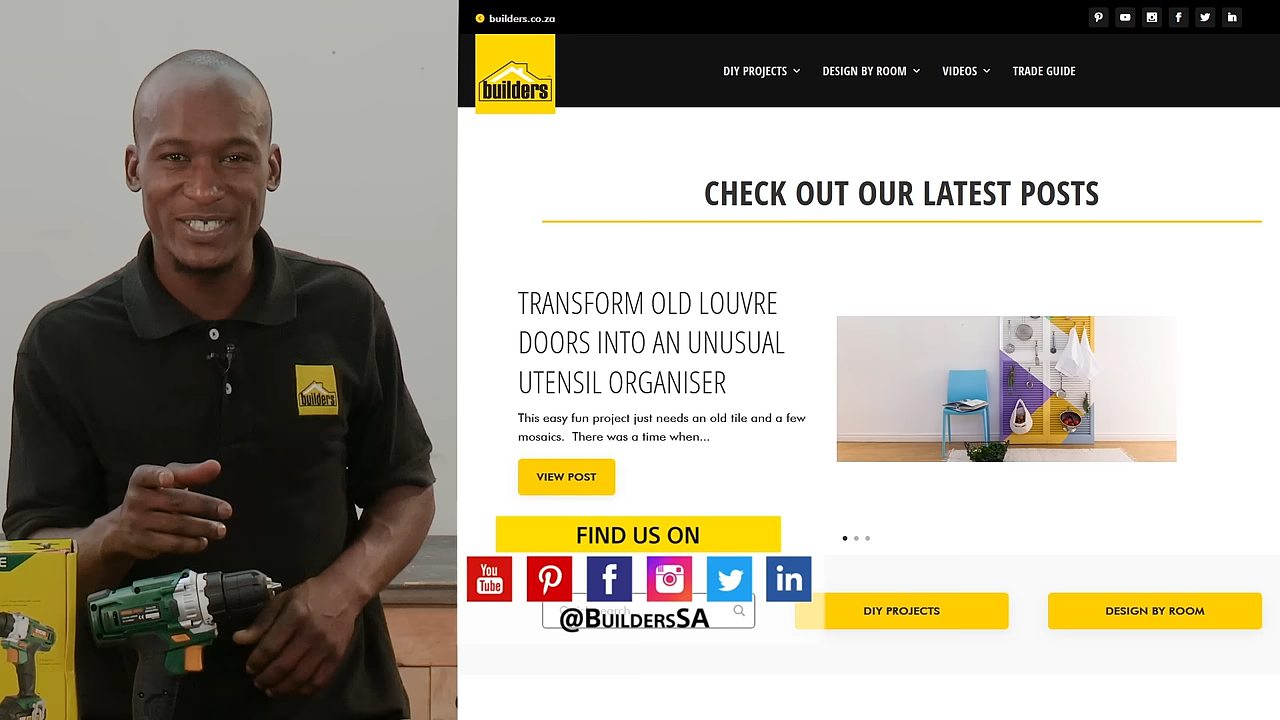 builders.co.za
builders
DIY PROJECTS
DESIGN BY ROOM
VIDEOS
TRADE GUIDE
CHECK OUT OUR LATEST POSTS
TRANSFORM OLD LOUVRE
DOORS INTO AN UNUSUAL
UTENSIL ORGANISER
This easy fun project just needs an old tile and a few
mosaics. There was a time when...
VIEW POST
builders
FIND US ON
You
Tube
@BUILDERSSA
Search
DIY PROJECTS
DESIGN BY ROOM